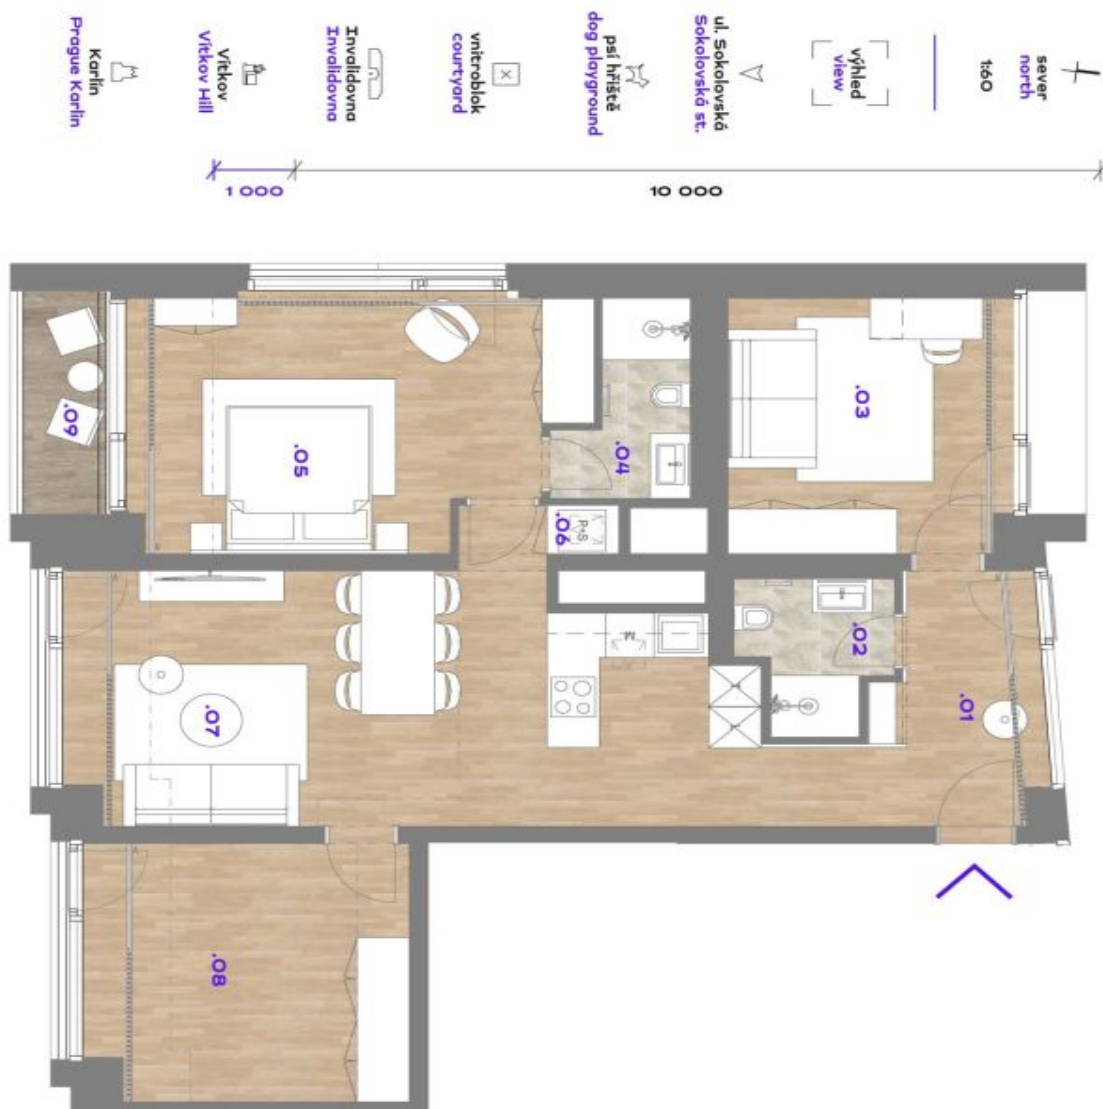 sever
north
1:60
výhled
view
ul. Sokolovská
Sokolovská st.
psí hřiště
dog playground
vnitroblok
courtyard
Invalidovna
Invalidovna
Vítkov
Vítkov Hill
Karlín
Prague Karlin
10 000
1 000
.01
.02
.03
.04
.05
.06
P+S
M
.07
.08
.09